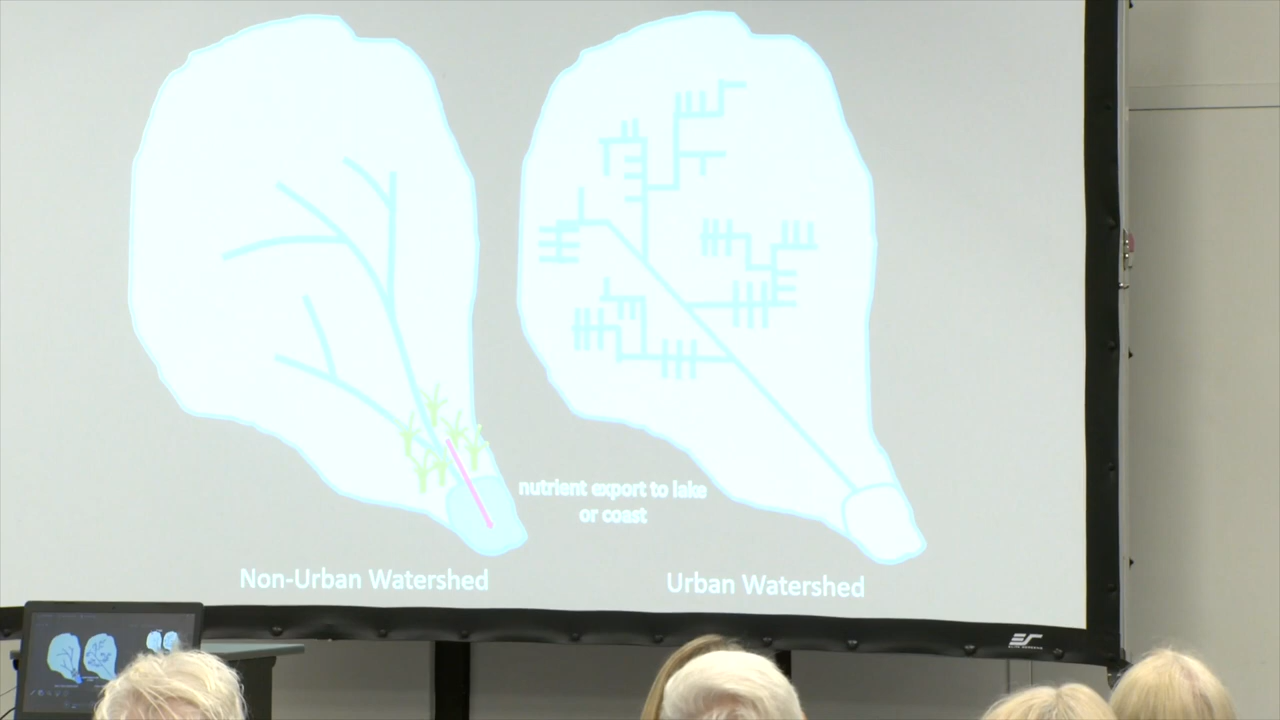 nutrient export to lake
or coast
Non-Urban Watershed
Urban Watershed